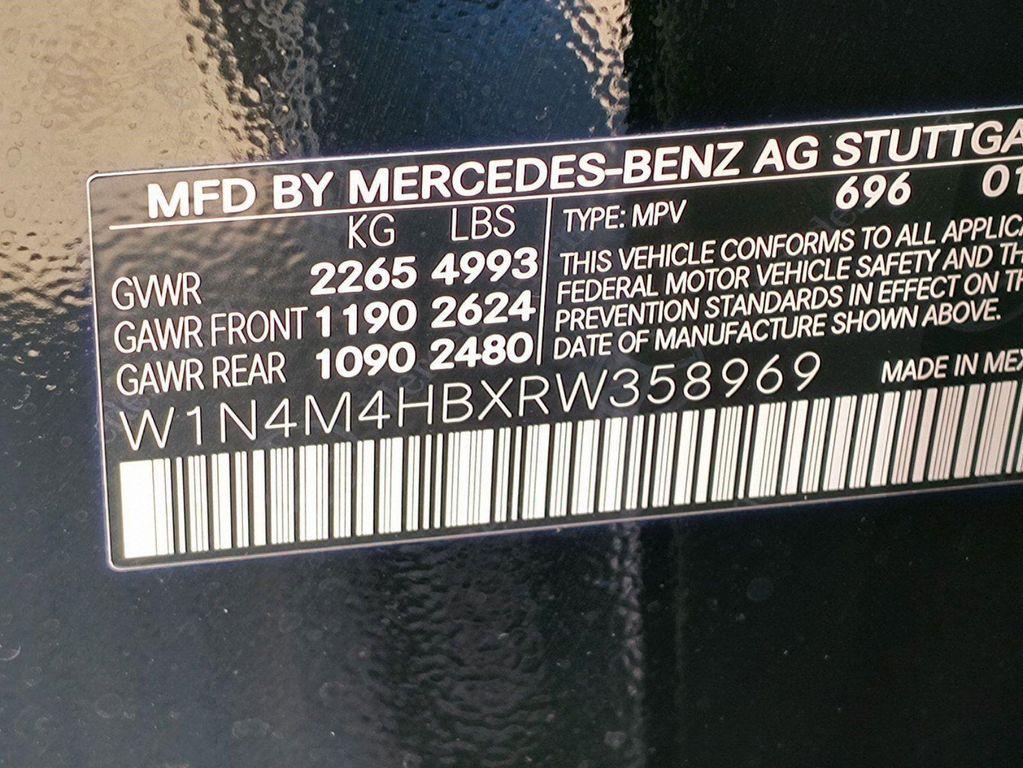 MFD BY MERCEDES-BENZ AG STUTTGA
KG LBS
GVWR 2265 4993
GAWR FRONT 1190 2624
GAWR REAR 1090 2480
TYPE: MPV 696 01
THIS VEHICLE CONFORMS TO ALL APPLICA
FEDERAL MOTOR VEHICLE SAFETY AND TH
PREVENTION STANDARDS IN EFFECT ON TH
DATE OF MANUFACTURE SHOWN ABOVE.
W1N4M4HBXRW358969
MADE IN MEX